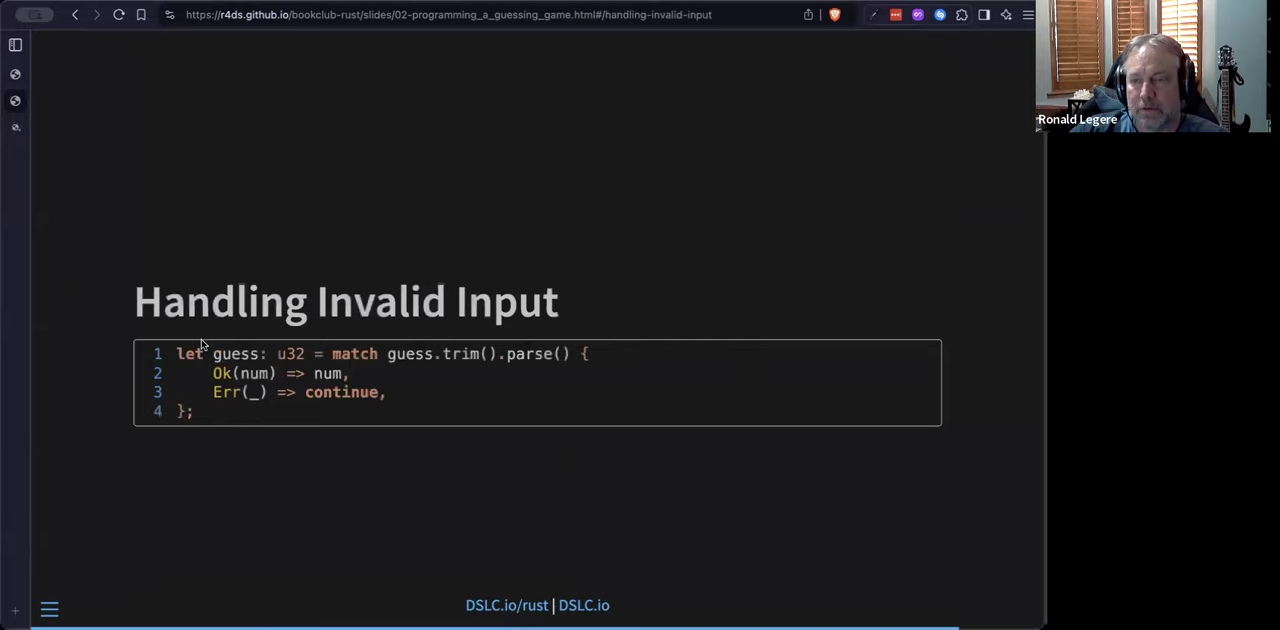 https://r4ds.github.io/bookclub-rust/slides/02-programming_a_guessing_game.html#/handling-invalid-input
Ronald Legere
Handling Invalid Input
1 let guess: u32 = match guess.trim().parse() {
2 Ok(num) => num,
3 Err(_) => continue,
4 };
DSLC.io/rust | DSLC.io